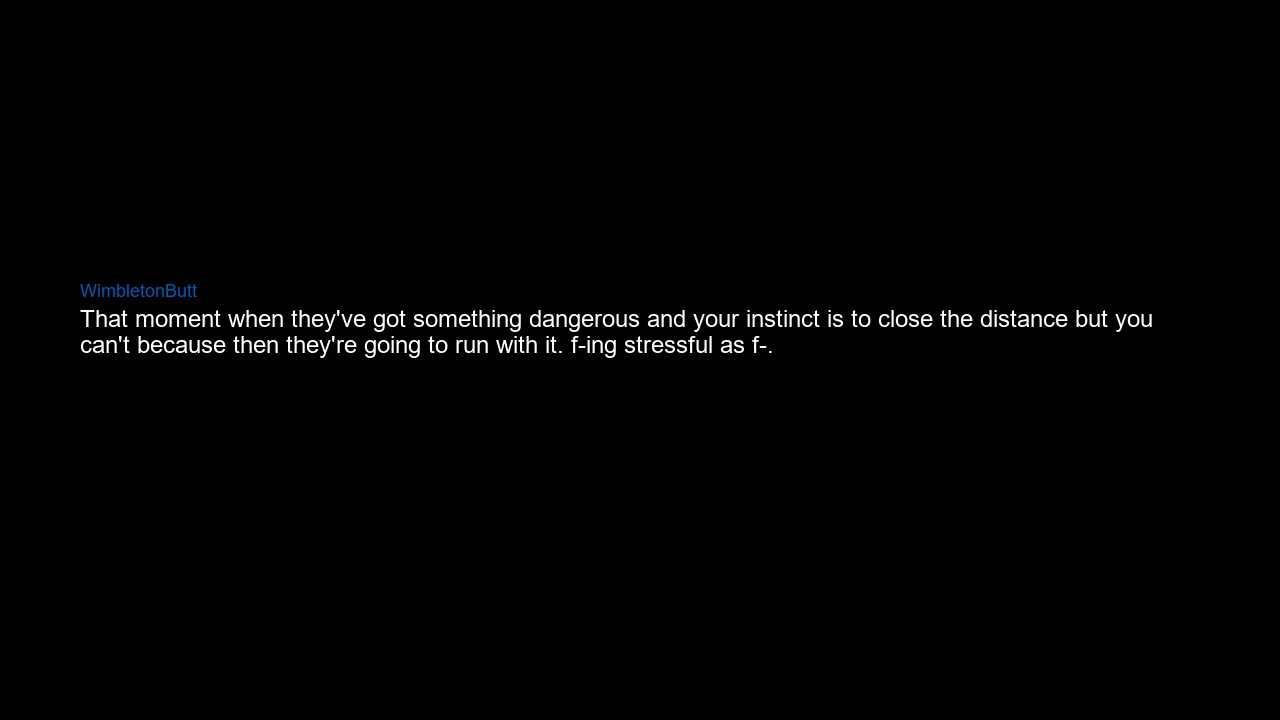 WimbletonButt
That moment when they've got something dangerous and your instinct is to close the distance but you
can't because then they're going to run with it. f-ing stressful as f-.